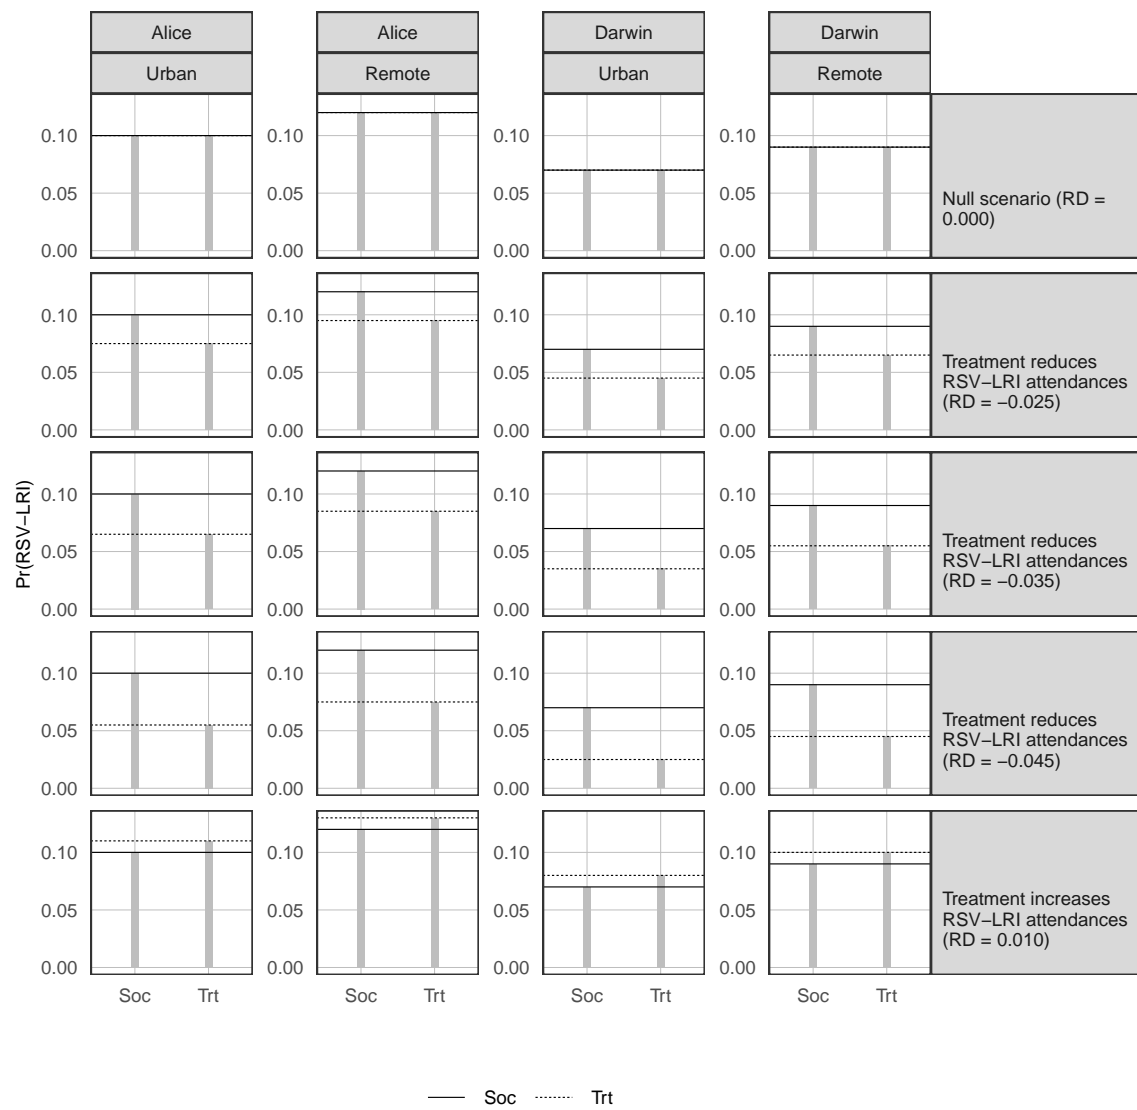 Alice
Alice
Darwin
Darwin
Urban
Remote
Urban
Remote
0.10
0.05
0.00
0.10
0.05
0.00
0.10
0.05
0.00
0.10
0.05
0.00
Null scenario (RD =
0.000)
0.10
0.05
0.00
0.10
0.05
0.00
0.10
0.05
0.00
0.10
0.05
0.00
Treatment reduces
RSV−LRI attendances
(RD = −0.025)
Pr(RSV−LRI)
0.10
0.05
0.00
0.10
0.05
0.00
0.10
0.05
0.00
0.10
0.05
0.00
Treatment reduces
RSV−LRI attendances
(RD = −0.035)
0.10
0.05
0.00
0.10
0.05
0.00
0.10
0.05
0.00
0.10
0.05
0.00
Treatment reduces
RSV−LRI attendances
(RD = −0.045)
0.10
0.05
0.00
0.10
0.05
0.00
0.10
0.05
0.00
0.10
0.05
0.00
Treatment increases
RSV−LRI attendances
(RD = 0.010)
Soc Trt
Soc Trt
Soc Trt
Soc Trt
Soc Trt